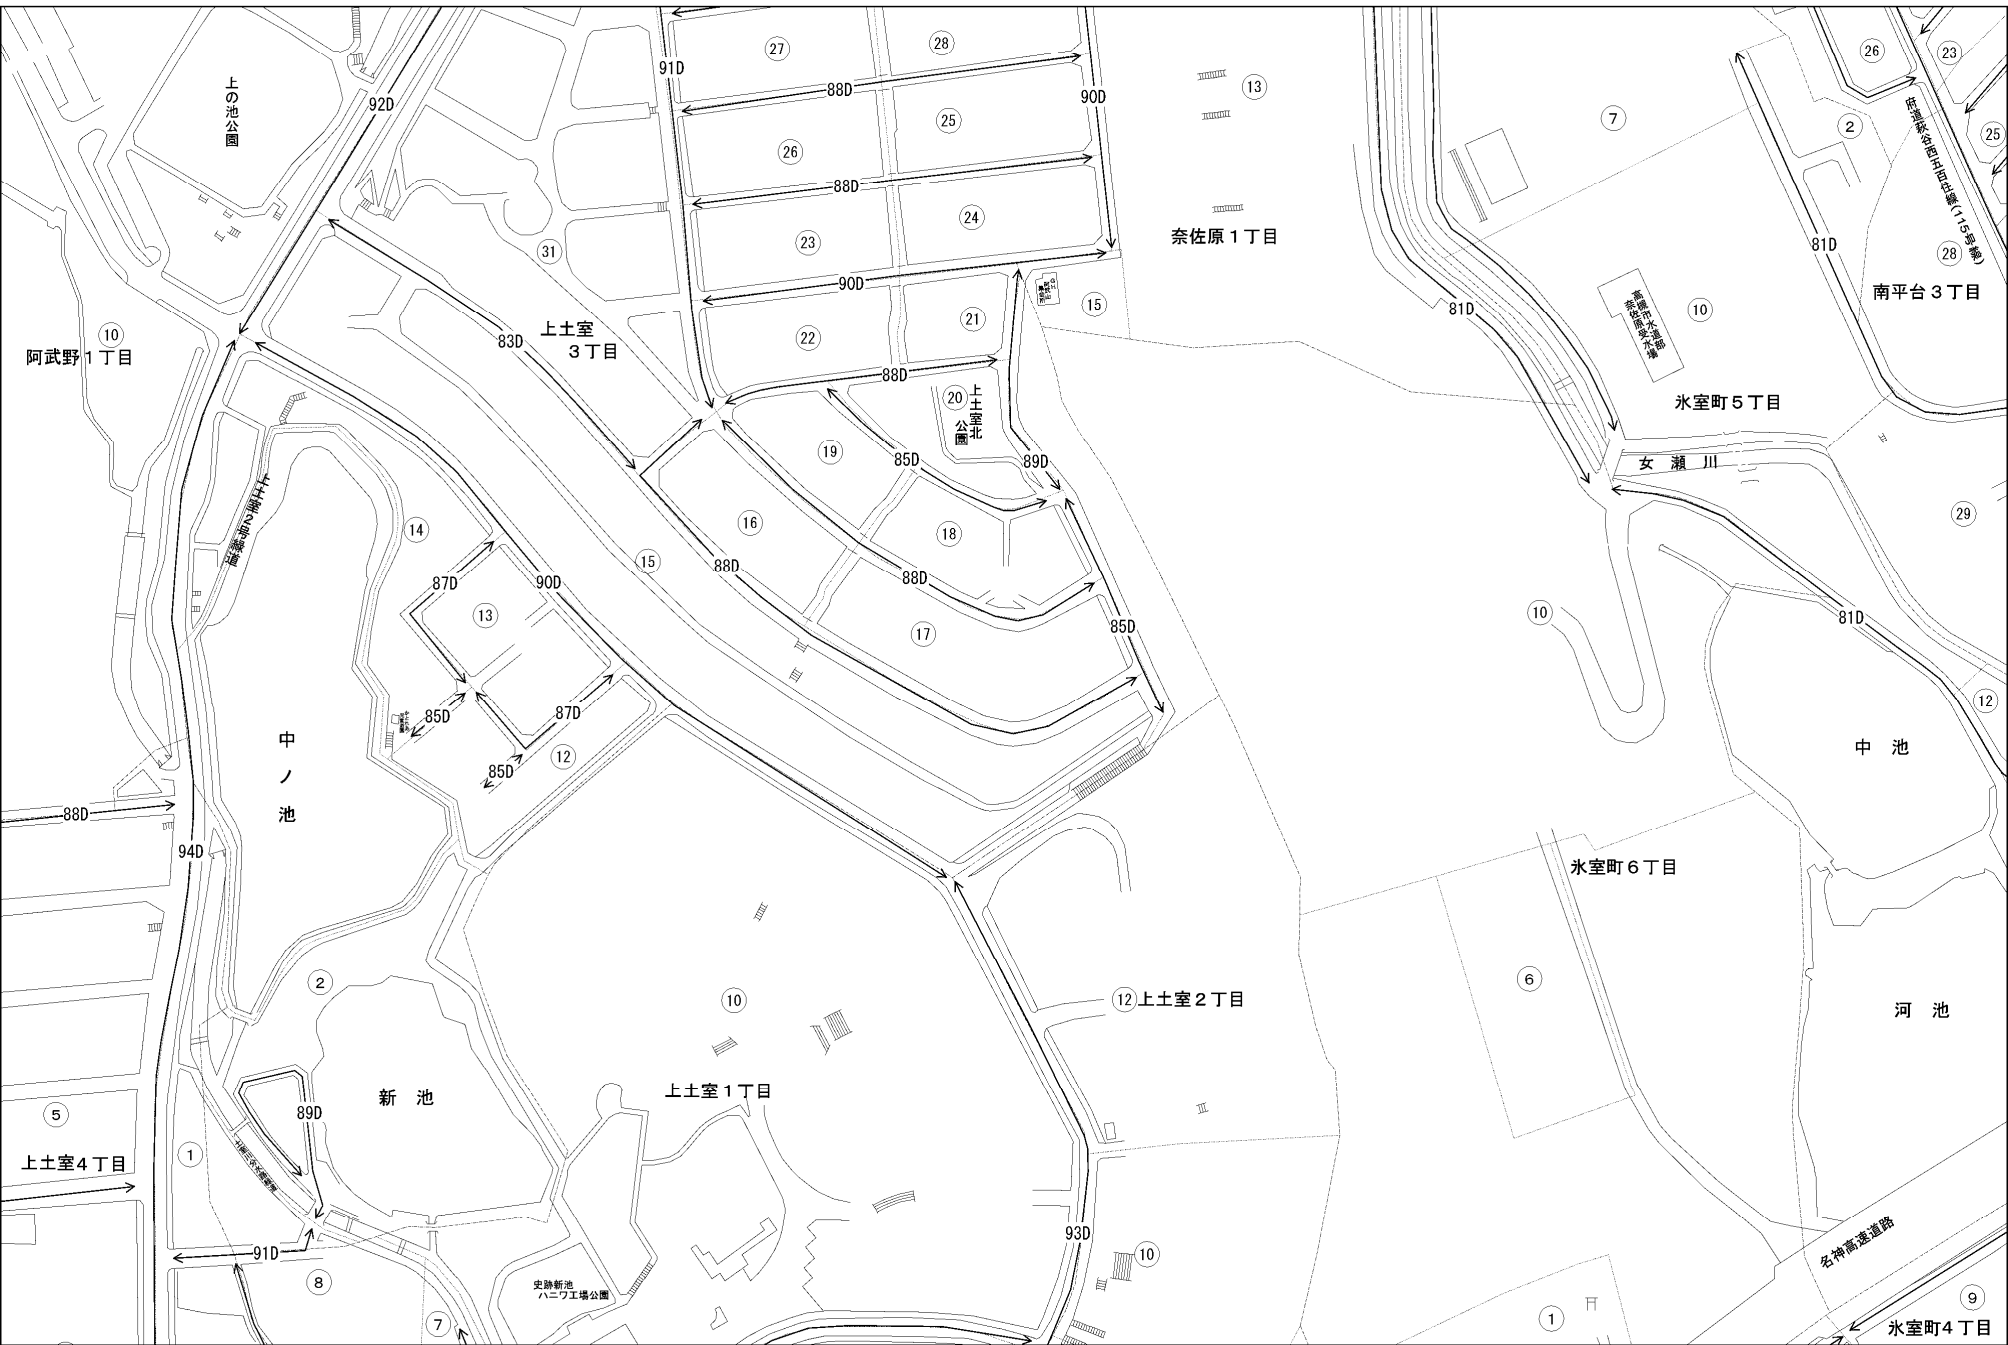 27
28
26
23
91D
92D
88D
90D
13
7
2
上の池公園
25
25
府道萩谷西五百住線(115号線)
26
88D
24
23
31
奈佐原1丁目
81D
28
南平台3丁目
90D
15
10
高槻市水道部
奈佐原受水場
81D
21
22
10
阿武野1丁目
83D
上土室
3丁目
88D
20
上土室北
公園
氷室町5丁目
19
85D
89D
女瀬川
上土室2号緑道
14
16
18
29
15
88D
88D
90D
87D
13
17
85D
10
81D
85D
87D
12
12
中ノ池
85D
中池
88D
94D
氷室町6丁目
2
10
12
上土室2丁目
6
河池
新池
上土室1丁目
5
89D
1
上土室4丁目
93D
91D
10
名神高速道路
8
史跡新池
ハニワ工場公園
7
1
9
氷室町4丁目